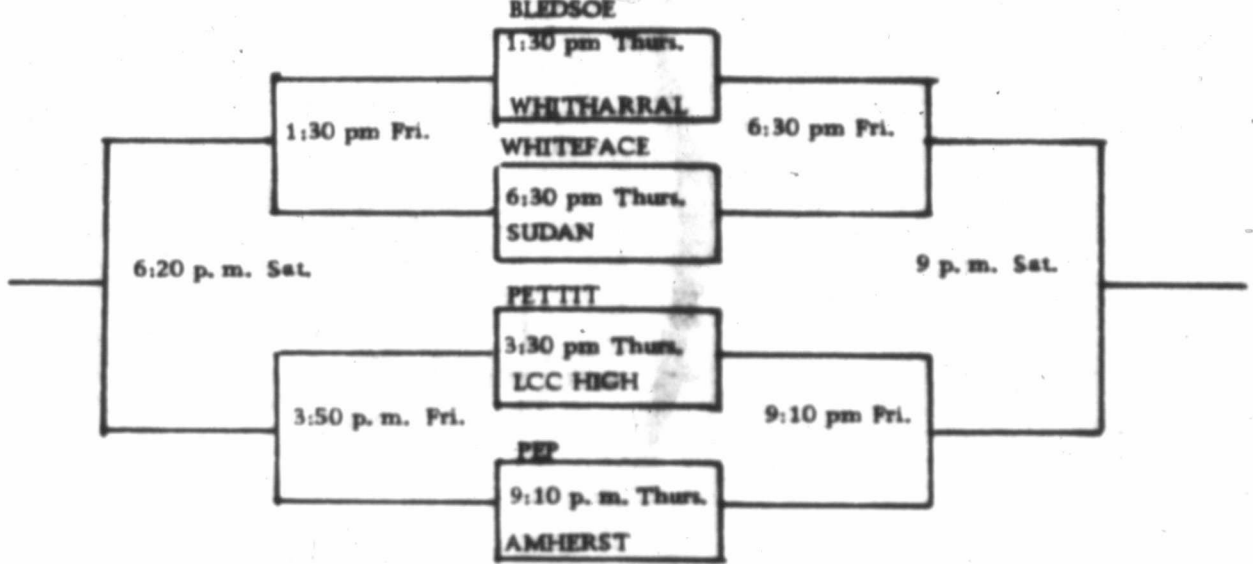 BLEDSOE
1:30 pm Thurs.
WHITHARRAL
1:30 pm Fri.
6:30 pm Fri.
WHITEFACE
6:30 pm Thurs.
SUDAN
6:20 p. m. Sat.
9 p. m. Sat.
PETTIT
3:30 pm Thurs.
LCC HIGH
3:50 p. m. Fri.
9:10 pm Fri.
PEP
9:10 p. m. Thurs.
AMHERST